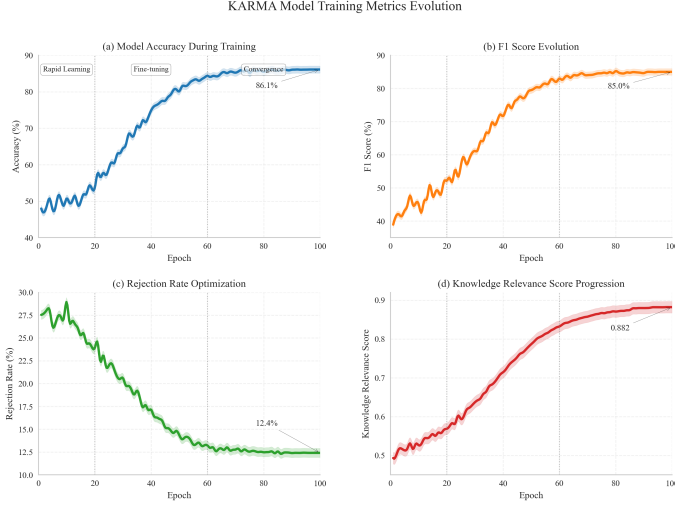 KARMA Model Training Metrics Evolution
(a) Model Accuracy During Training
90
80
70
60
50
40
Accuracy (%)
Rapid Learning
Fine-tuning
Convergence
86.1%
0 20 40 60 80 100
Epoch
(b) F1 Score Evolution
90
80
70
60
50
40
F1 Score (%)
85.0%
0 20 40 60 80 100
Epoch
(c) Rejection Rate Optimization
30.0
27.5
25.0
22.5
20.0
17.5
15.0
12.5
10.0
Rejection Rate (%)
12.4%
0 20 40 60 80 100
Epoch
(d) Knowledge Relevance Score Progression
0.9
0.8
0.7
0.6
0.5
Knowledge Relevance Score
0.882
0 20 40 60 80 100
Epoch